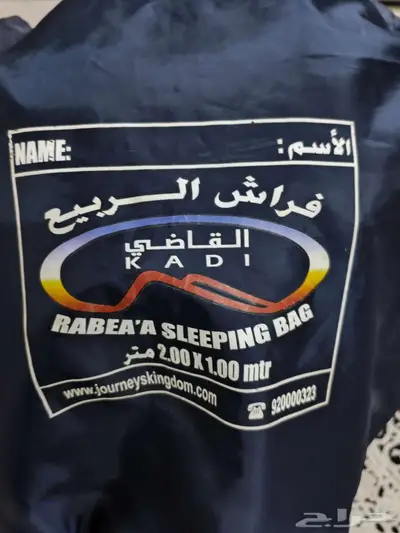 NAME: الأسم :
فراش الربيع
القاضي
KADI
RABEA'A SLEEPING BAG
2.00 X 1.00 mtr متر
www.journeyskingdom.com ☎ 920000323
حراج